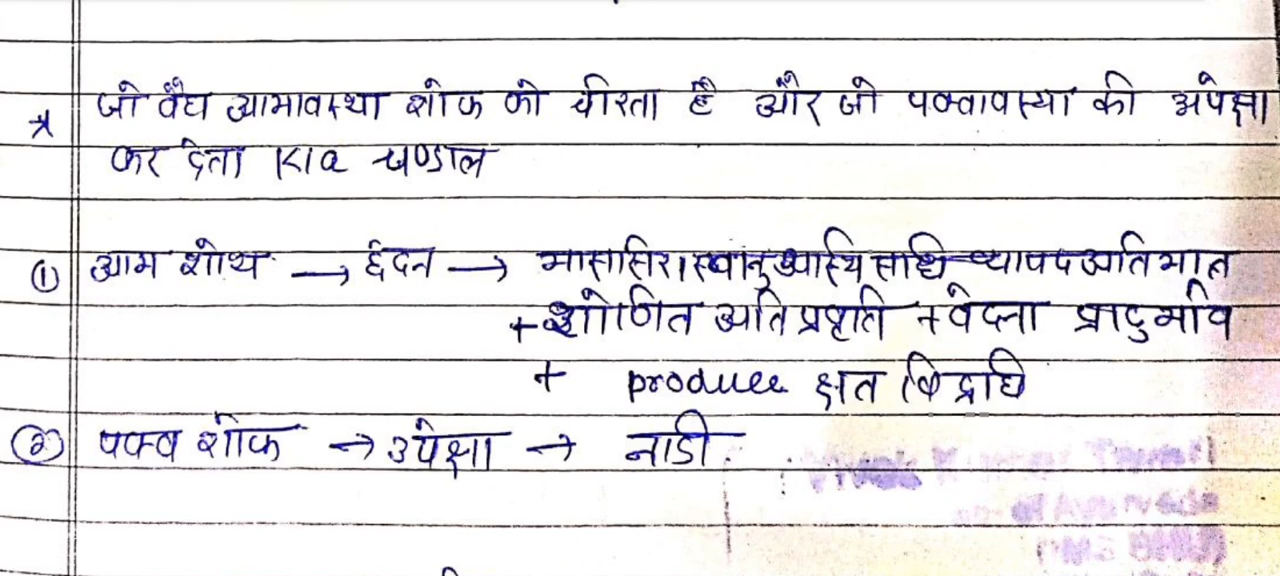 * जो वैद्य आमावस्था शोफ को चीरता है और जो पक्वावस्था की अपेक्षा
कर देता K/a चण्डाल
① आम शोथ → छेदन → मासासिरास्वानुअस्थि सन्धि व्यापद अतिमात्र
+ शोणित अति प्रवृति + वेदना प्रादुर्भाव
+ produce क्षत विद्रधि
② पक्व शोफ → उपेक्षा → नाडी